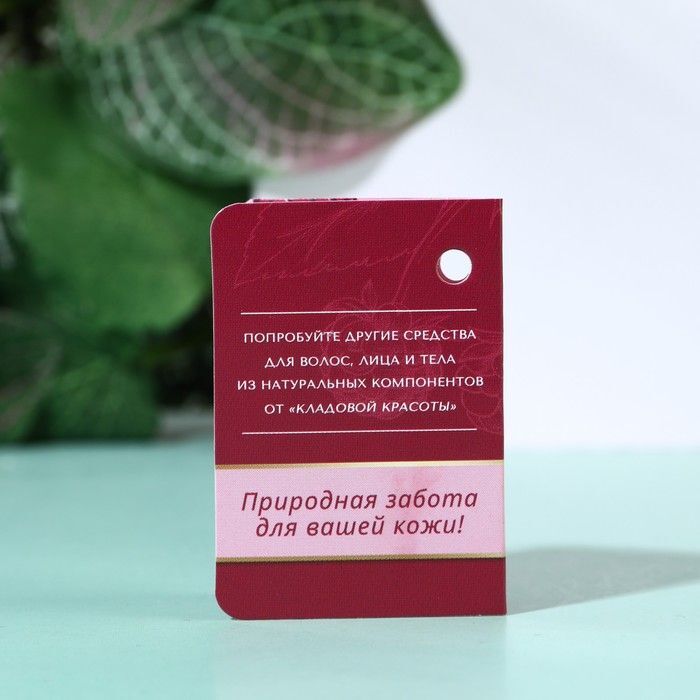 ПОПРОБУЙТЕ ДРУГИЕ СРЕДСТВА
ДЛЯ ВОЛОС, ЛИЦА И ТЕЛА
ИЗ НАТУРАЛЬНЫХ КОМПОНЕНТОВ
ОТ «КЛАДОВОЙ КРАСОТЫ»
Природная забота
для вашей кожи!